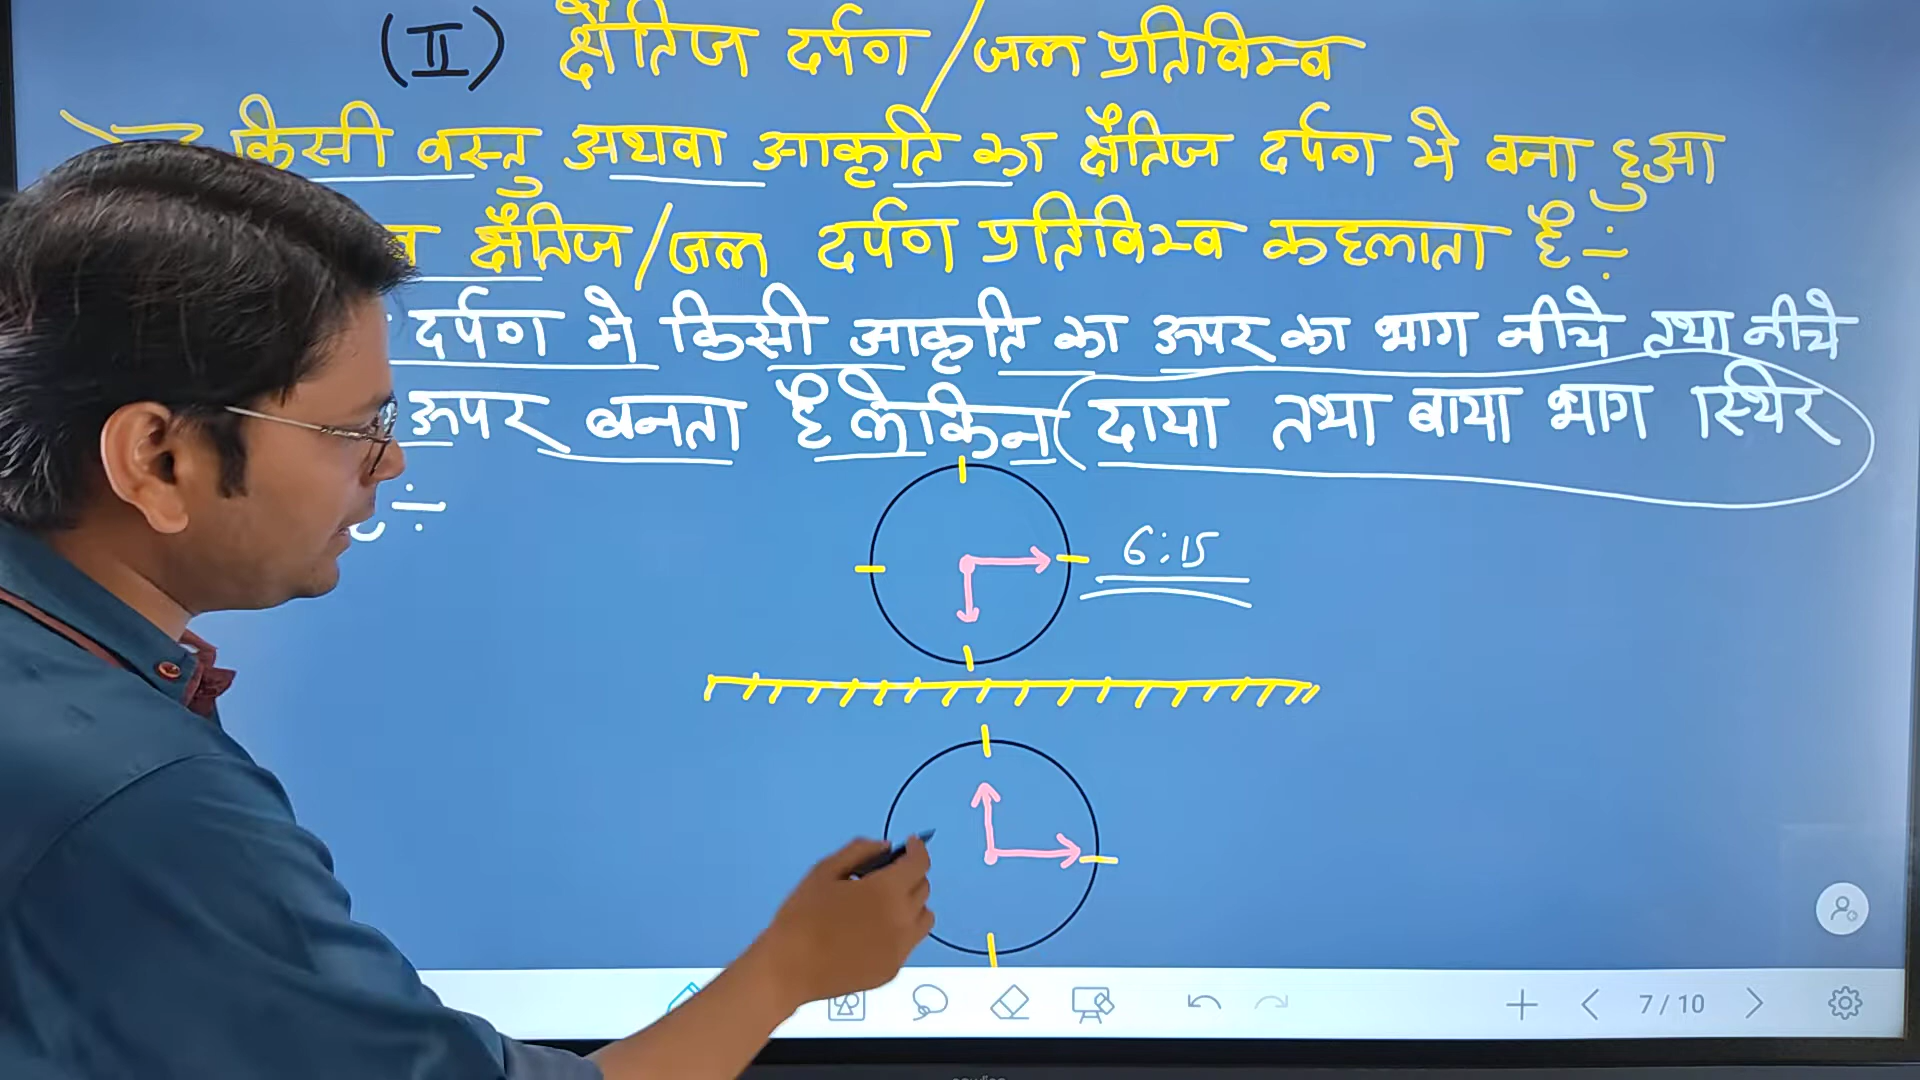 (II) क्षैतिज दर्पण / जल प्रतिबिम्ब
किसी वस्तु अथवा आकृति का क्षैतिज दर्पण मे बना हुआ
क्षैतिज / जल दर्पण प्रतिबिम्ब कहलाता है ÷
दर्पण मे किसी आकृति का ऊपर का भाग नीचे तथा नीचे
ऊपर बनता है लेकिन (दाया तथा बाया भाग स्थिर
÷
6:15
7 / 10